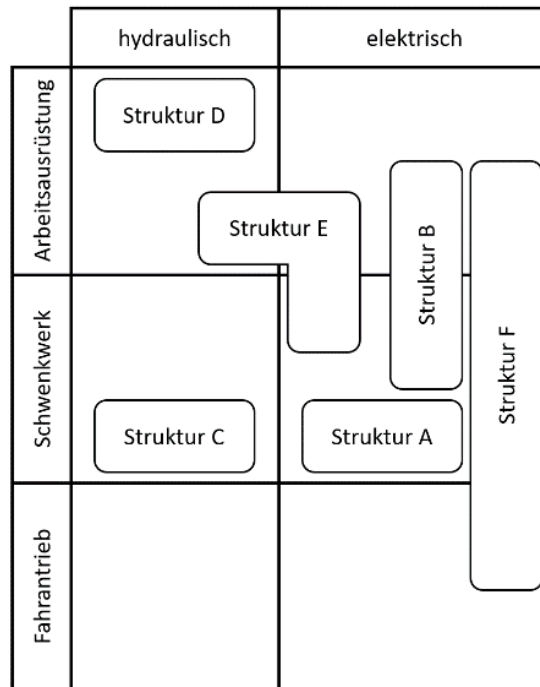 hydraulisch
elektrisch
Arbeitsausrüstung
Struktur D
Struktur E
Struktur B
Struktur F
Schwenkwerk
Struktur C
Struktur A
Fahrantrieb